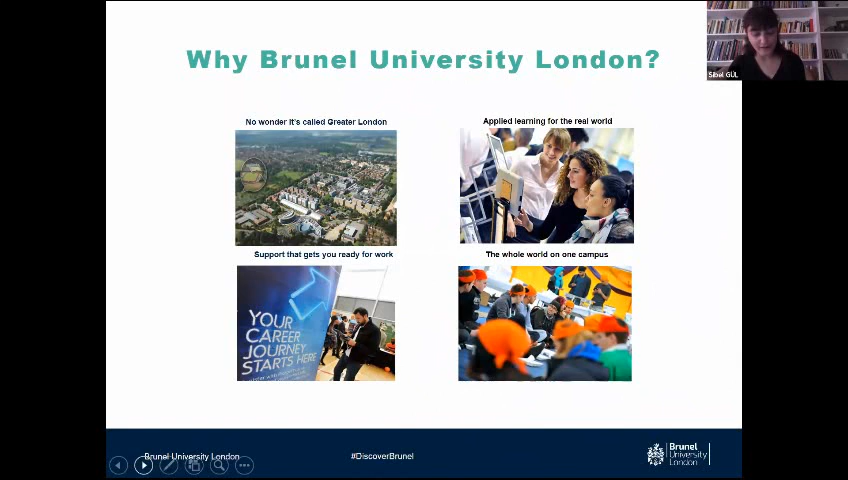 Why Brunel University London?
Sibel GÜL
No wonder it's called Greater London
Applied learning for the real world
Support that gets you ready for work
The whole world on one campus
YOUR
CAREER
JOURNEY
STARTS HERE
Brunel University London
#DiscoverBrunel
Brunel
University
London